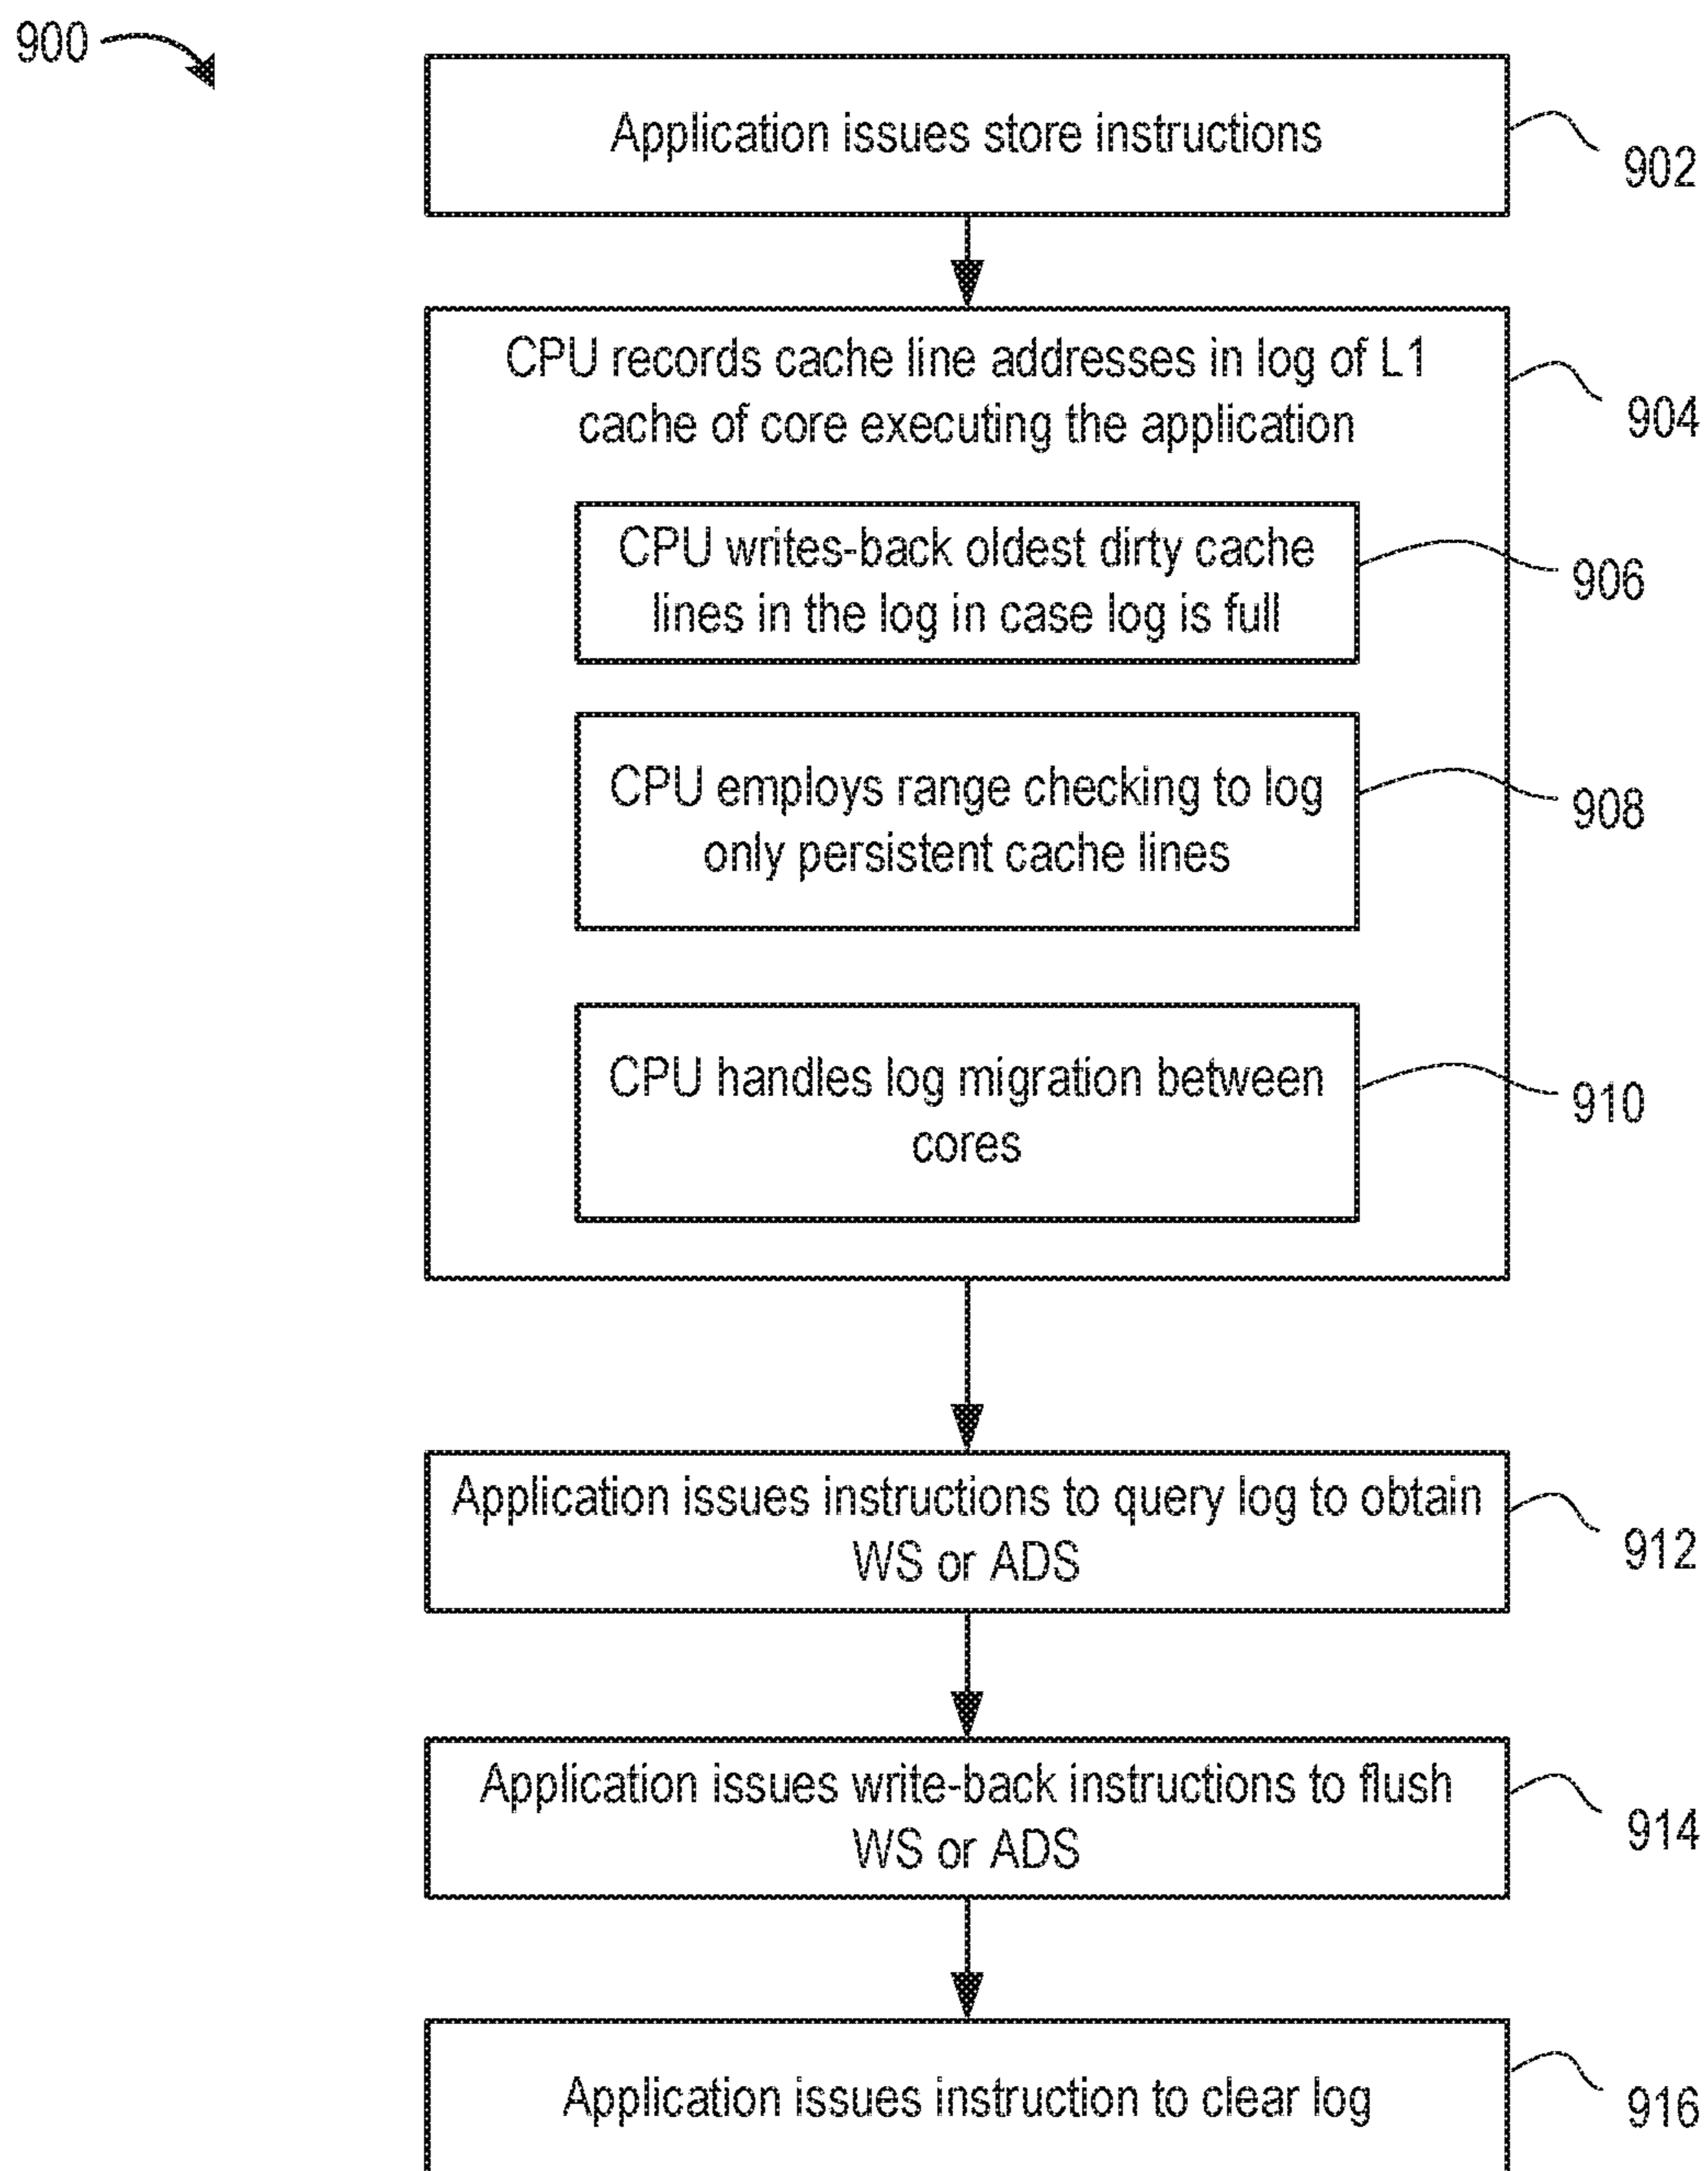 900
Application issues store instructions
902
CPU records cache line addresses in log of L1
cache of core executing the application
904
CPU writes-back oldest dirty cache
lines in the log in case log is full
906
CPU employs range checking to log
only persistent cache lines
908
CPU handles log migration between
cores
910
Application issues instructions to query log to obtain
WS or ADS
912
Application issues write-back instructions to flush
WS or ADS
914
Application issues instruction to clear log
916